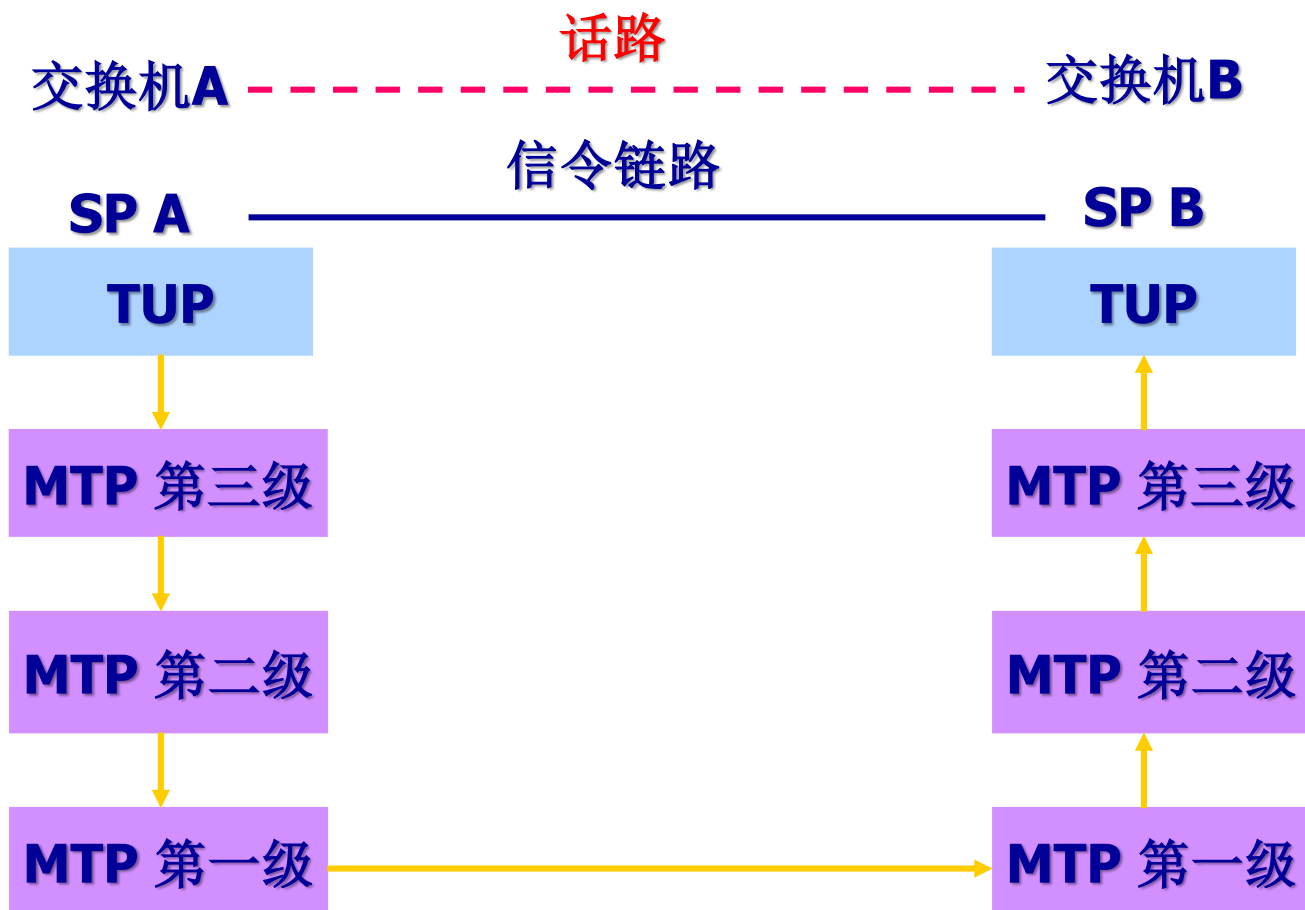 话路
交换机A
交换机B
信令链路
SP A
SP B
TUP
TUP
MTP 第三级
MTP 第三级
MTP 第二级
MTP 第二级
MTP 第一级
MTP 第一级